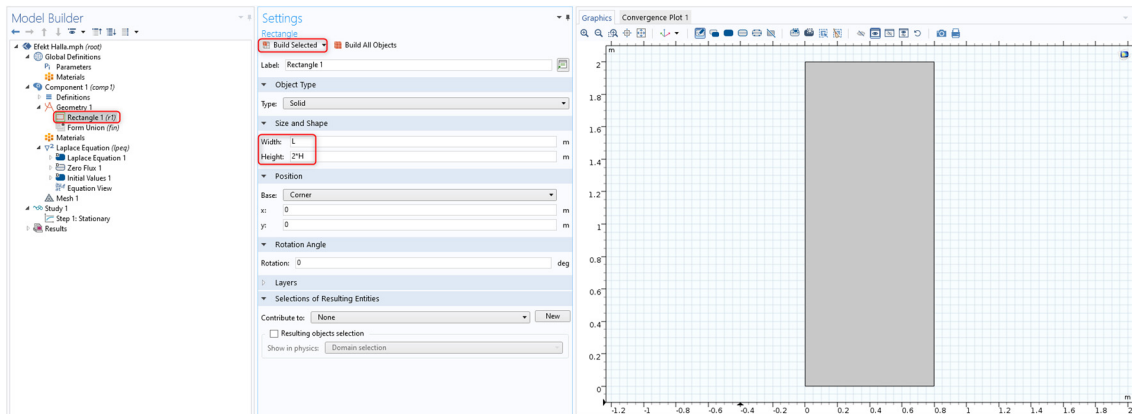 Model Builder
Efekt Halla.mph (root)
Global Definitions
Pi Parameters
Materials
Component 1 (comp1)
Definitions
Geometry 1
Rectangle 1 (r1)
Form Union (fin)
Materials
Laplace Equation (lpeq)
Laplace Equation 1
Zero Flux 1
Initial Values 1
Equation View
Mesh 1
Study 1
Step 1: Stationary
Results
Settings
Rectangle
Build Selected
Build All Objects
Label: Rectangle 1
Object Type
Type: Solid
Size and Shape
Width: L m
Height: 2*H m
Position
Base: Corner
x: 0 m
y: 0 m
Rotation Angle
Rotation: 0 deg
Layers
Selections of Resulting Entities
Contribute to: None New
Resulting objects selection
Show in physics: Domain selection
Graphics Convergence Plot 1
m
2
1.8
1.6
1.4
1.2
1
0.8
0.6
0.4
0.2
0
m
-1.2 -1 -0.8 -0.6 -0.4 -0.2 0 0.2 0.4 0.6 0.8 1 1.2 1.4 1.6 1.8